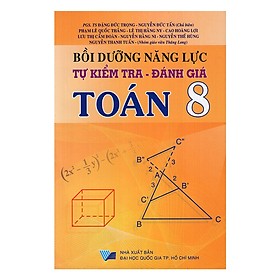 PGS. TS ĐẶNG ĐỨC TRỌNG - NGUYỄN ĐỨC TẤN (Chủ biên)
PHẠM LÊ QUỐC THẮNG - LÊ THỊ HẰNG NY - CAO HOÀNG LỢI
LƯU THỊ CẨM ĐOÀN - NGUYỄN HẰNG NI - NGUYỄN THẾ HÙNG
NGUYỄN THANH TUẤN - (Nhóm giáo viên Thăng Long)
BỒI DƯỠNG NĂNG LỰC
TỰ KIỂM TRA - ĐÁNH GIÁ
TOÁN 8
B"
A"
2
3
A
C'
A'
B
C
B'
NHÀ XUẤT BẢN
ĐẠI HỌC QUỐC GIA TP. HỒ CHÍ MINH